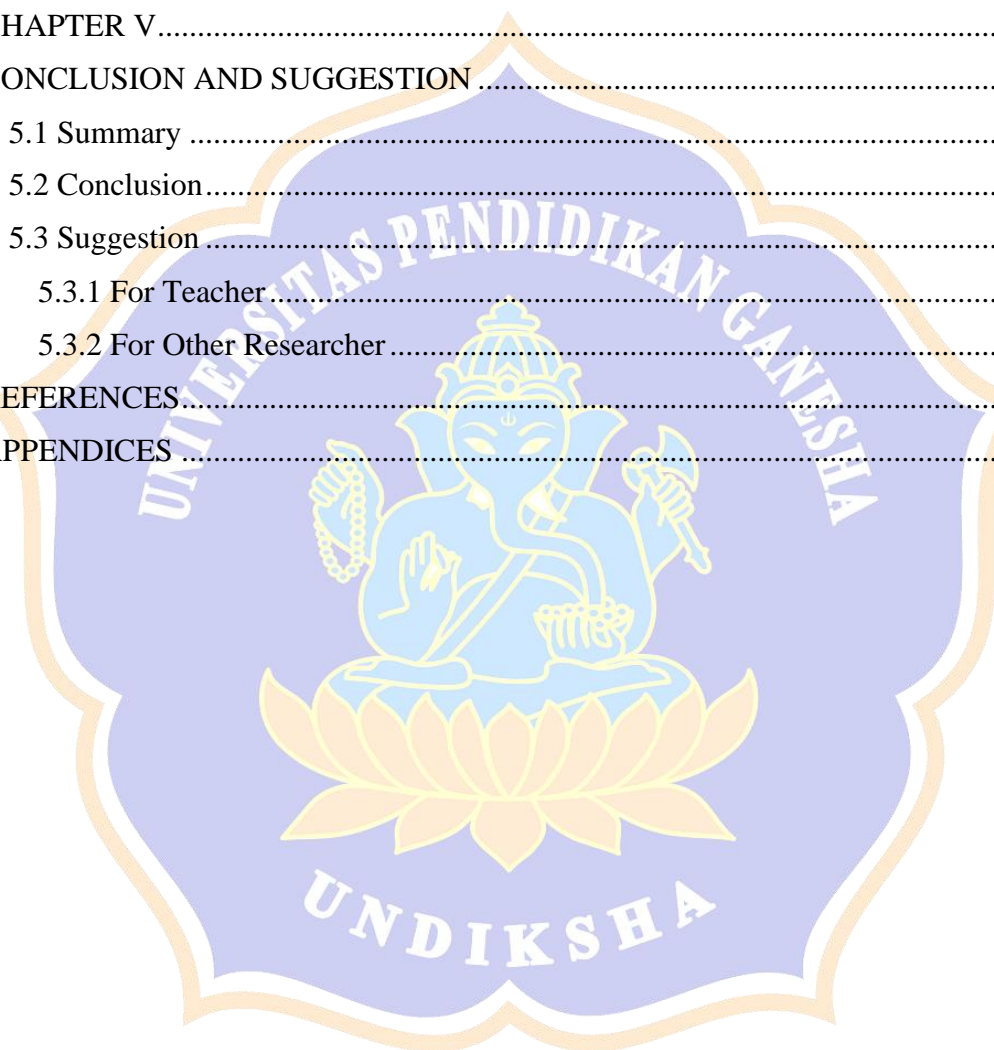 HAPTER V
ONCLUSION AND SUGGESTION
5.1 Summary
5.2 Conclusion
5.3 Suggestion
5.3.1 For Teacher
5.3.2 For Other Researcher
EFERENCES
PPENDICES
UNIVERSITAS PENDIDIKAN GANESHA
UNDIKSHA